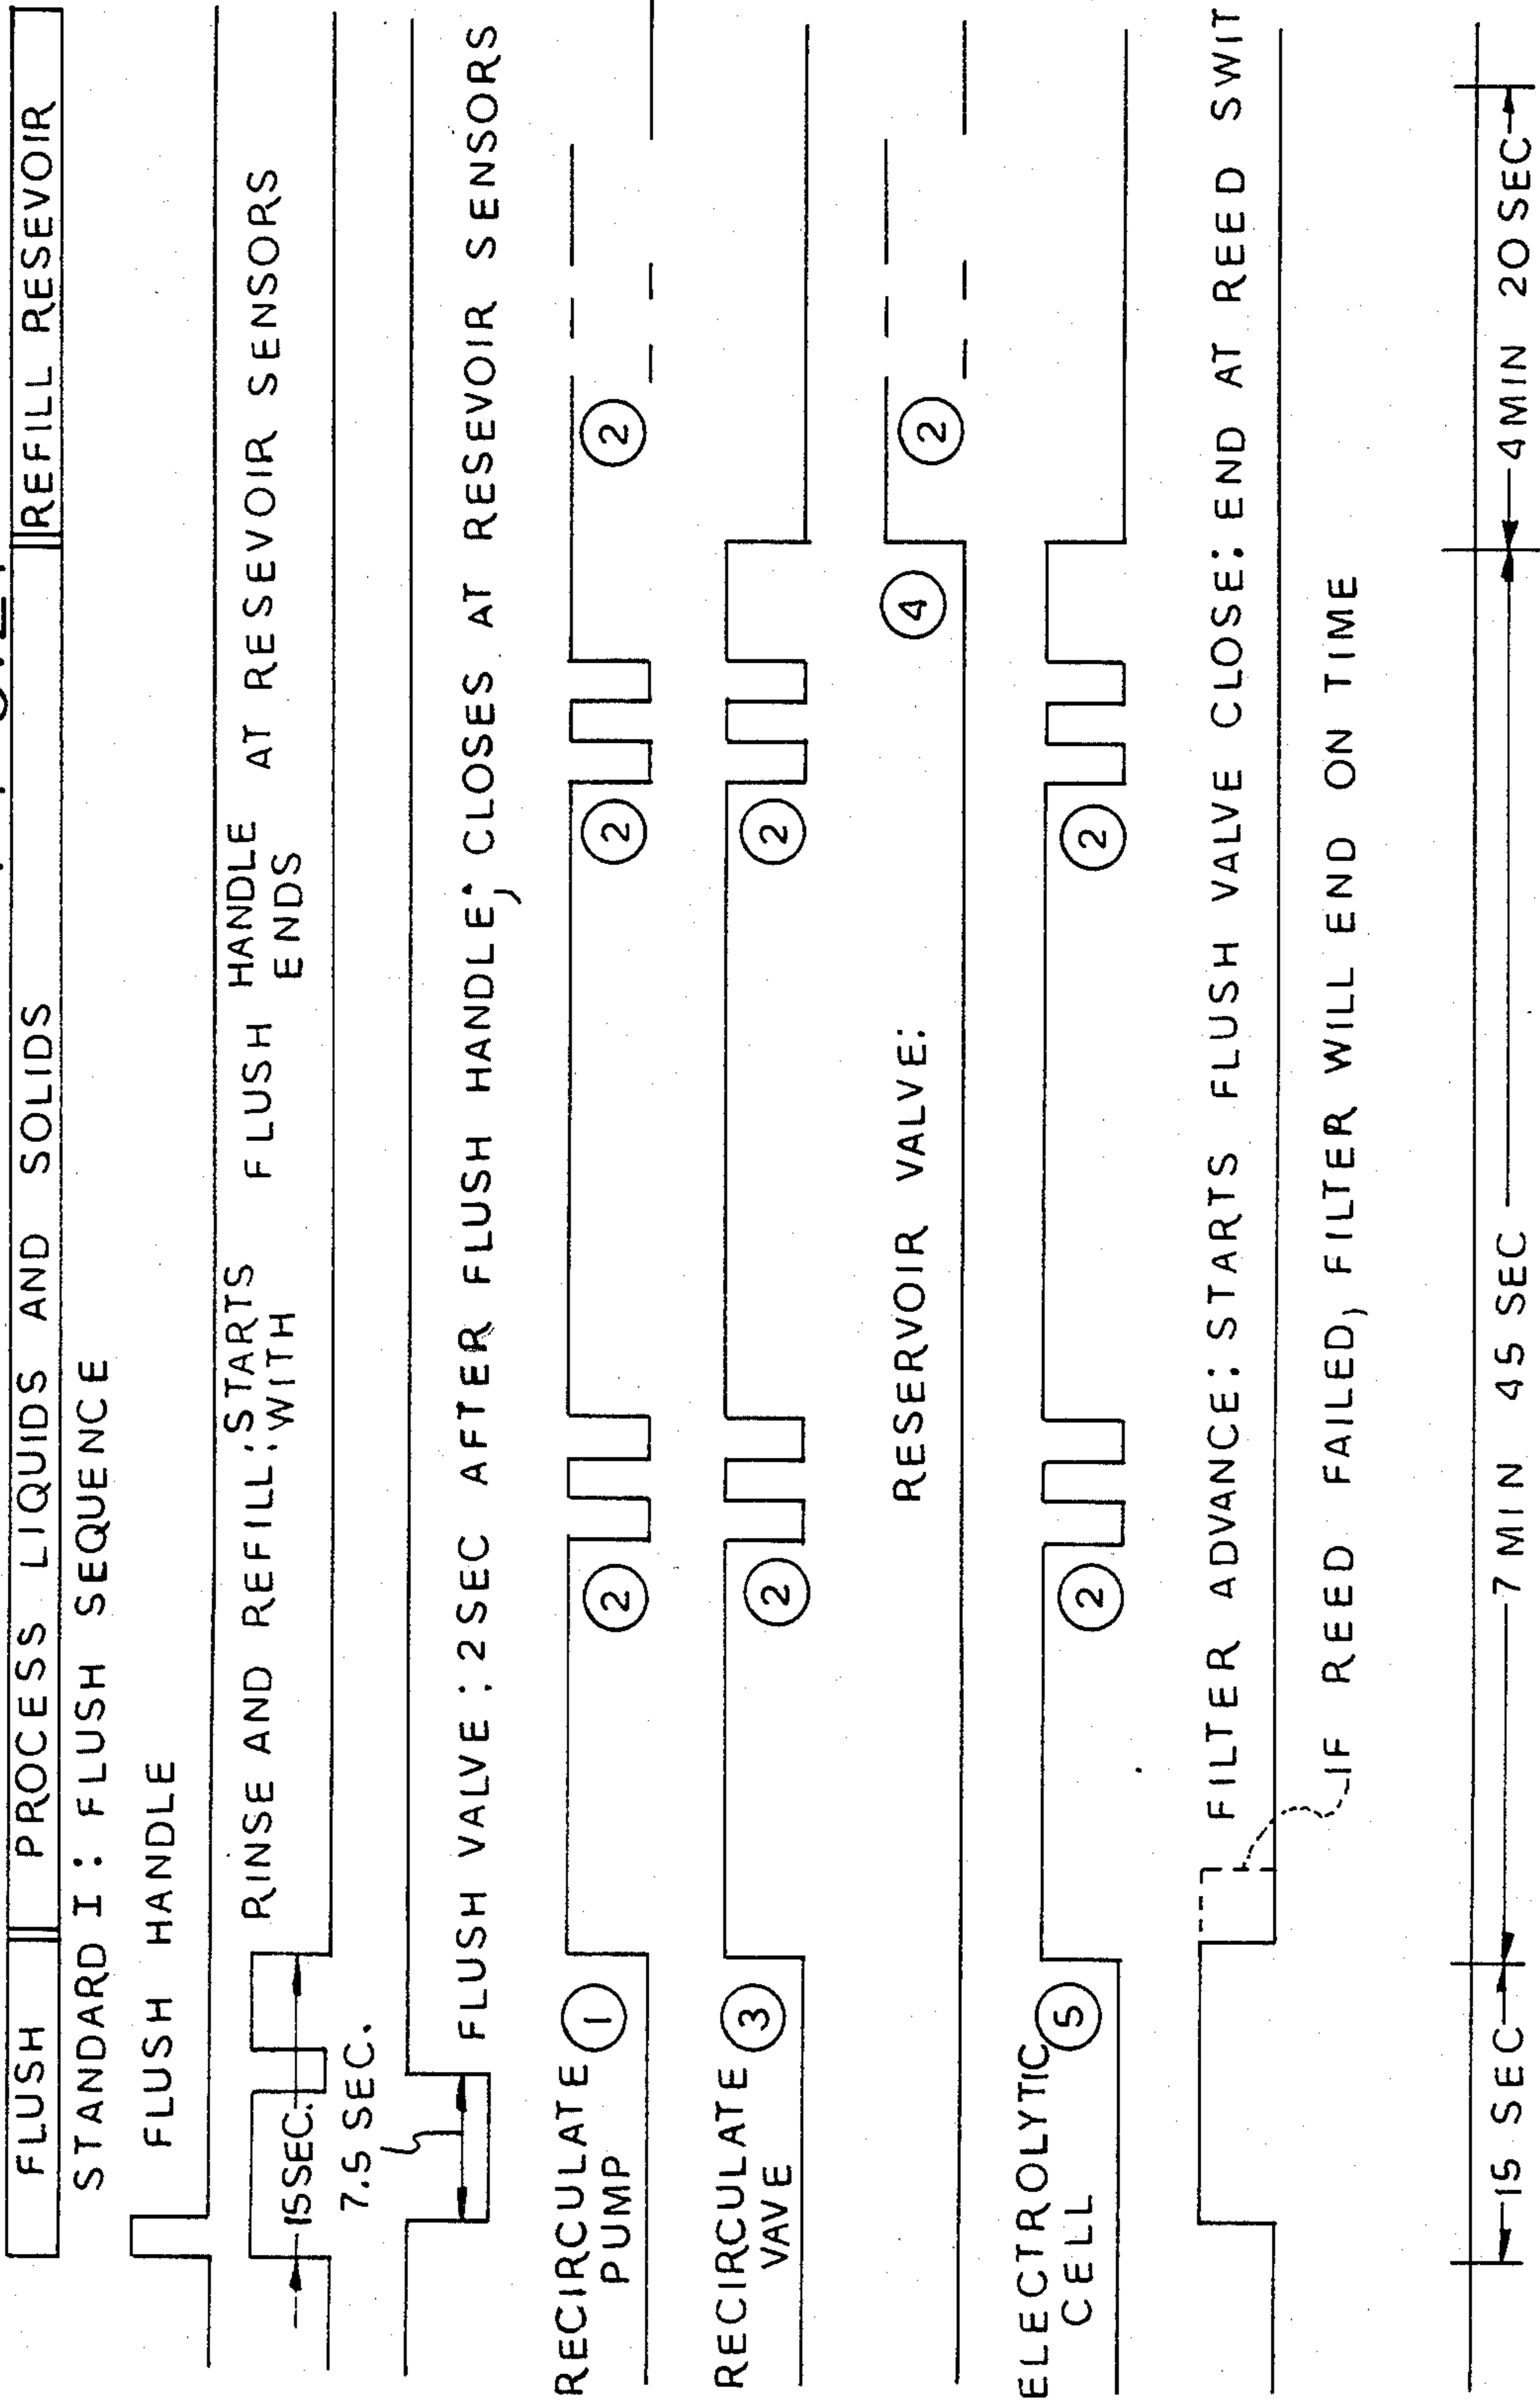 FLUSH
PROCESS LIQUIDS AND SOLIDS
REFILL RESEVOIR
STANDARD I : FLUSH SEQUENCE
FLUSH HANDLE
RINSE AND REFILL : STARTS
WITH
FLUSH HANDLE
ENDS
AT RESEVOIR SENSORS
15 SEC.
7.5 SEC.
FLUSH VALVE : 2 SEC AFTER FLUSH HANDLE; CLOSES AT RESEVOIR SENSORS
RECIRCULATE
PUMP
1
2
2
2
RECIRCULATE
VAVE
3
2
2
RESERVOIR VALVE:
4
2
ELECTROLYTIC
CELL
5
2
2
FILTER ADVANCE: STARTS FLUSH VALVE CLOSE: END AT REED SWIT
IF REED FAILED, FILTER WILL END ON TIME
15 SEC
7 MIN 45 SEC
4 MIN 20 SEC